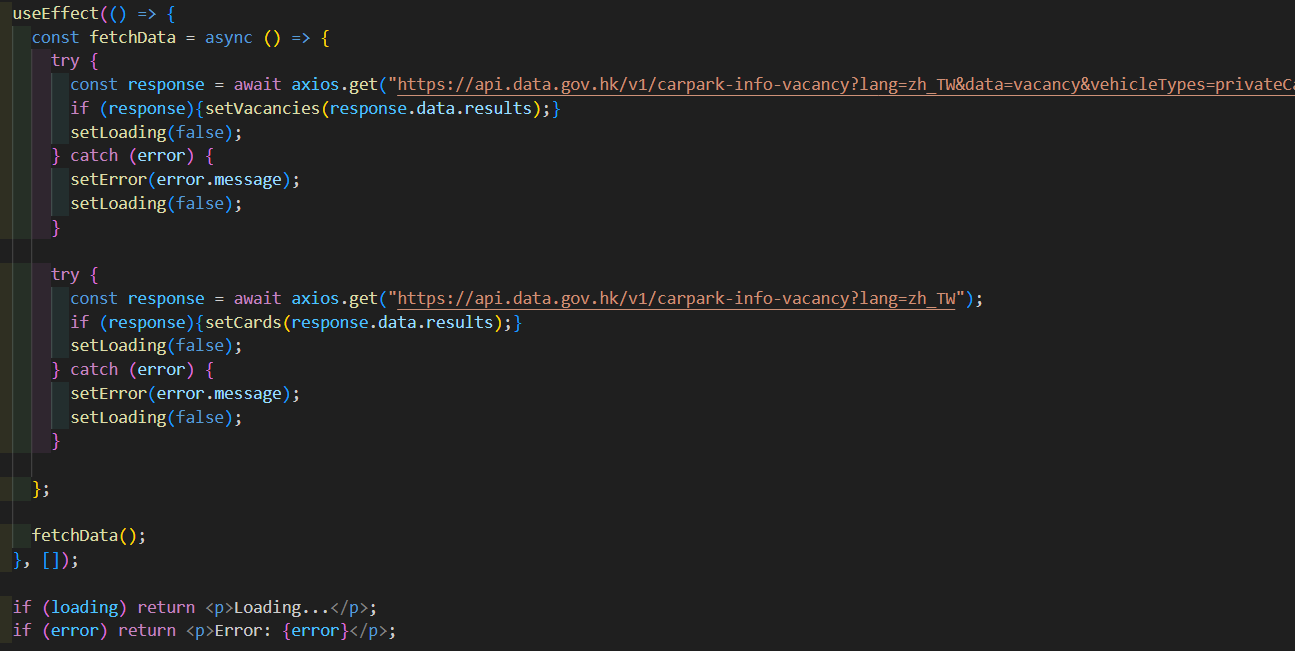 useEffect(() => {
const fetchData = async () => {
try {
const response = await axios.get("https://api.data.gov.hk/v1/carpark-info-vacancy?lang=zh_TW&data=vacancy&vehicleTypes=privateCa
if (response){setVacancies(response.data.results);}
setLoading(false);
} catch (error) {
setError(error.message);
setLoading(false);
}
try {
const response = await axios.get("https://api.data.gov.hk/v1/carpark-info-vacancy?lang=zh_TW");
if (response){setCards(response.data.results);}
setLoading(false);
} catch (error) {
setError(error.message);
setLoading(false);
}
};
fetchData();
}, []);
if (loading) return <p>Loading...</p>;
if (error) return <p>Error: {error}</p>;